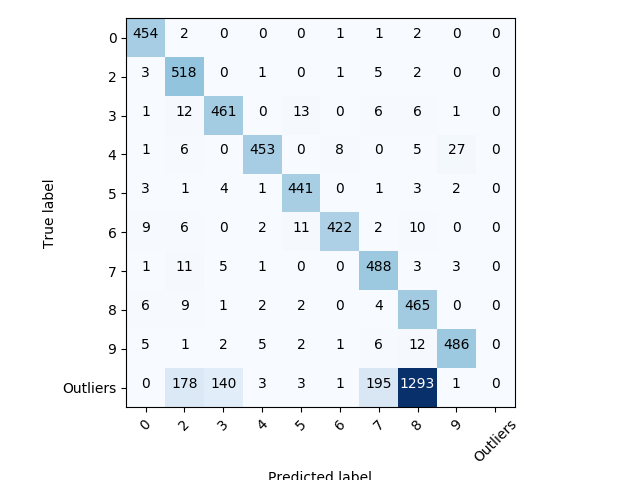 0 454 2 0 0 0 1 1 2 0 0
2 3 518 0 1 0 1 5 2 0 0
3 1 12 461 0 13 0 6 6 1 0
4 1 6 0 453 0 8 0 5 27 0
5 3 1 4 1 441 0 1 3 2 0
6 9 6 0 2 11 422 2 10 0 0
7 1 11 5 1 0 0 488 3 3 0
8 6 9 1 2 2 0 4 465 0 0
9 5 1 2 5 2 1 6 12 486 0
Outliers 0 178 140 3 3 1 195 1293 1 0
0 2 3 4 5 6 7 8 9 Outliers
True label
Predicted label